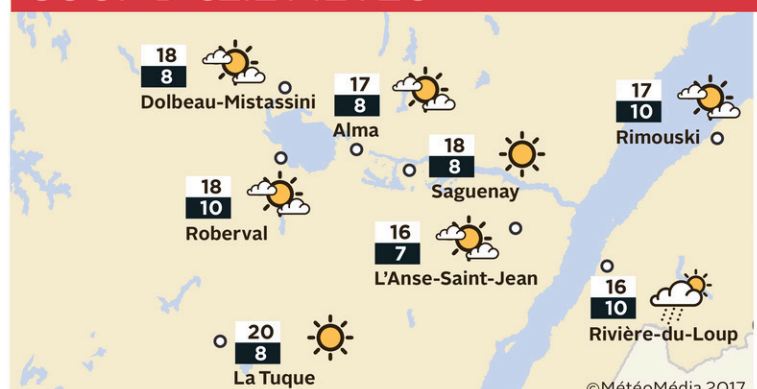 18
8
Dolbeau-Mistassini
17
8
Alma
17
10
Rimouski
18
8
Saguenay
18
10
Roberval
16
7
L'Anse-Saint-Jean
16
10
Rivière-du-Loup
20
8
La Tuque
©MétéoMédia 2017